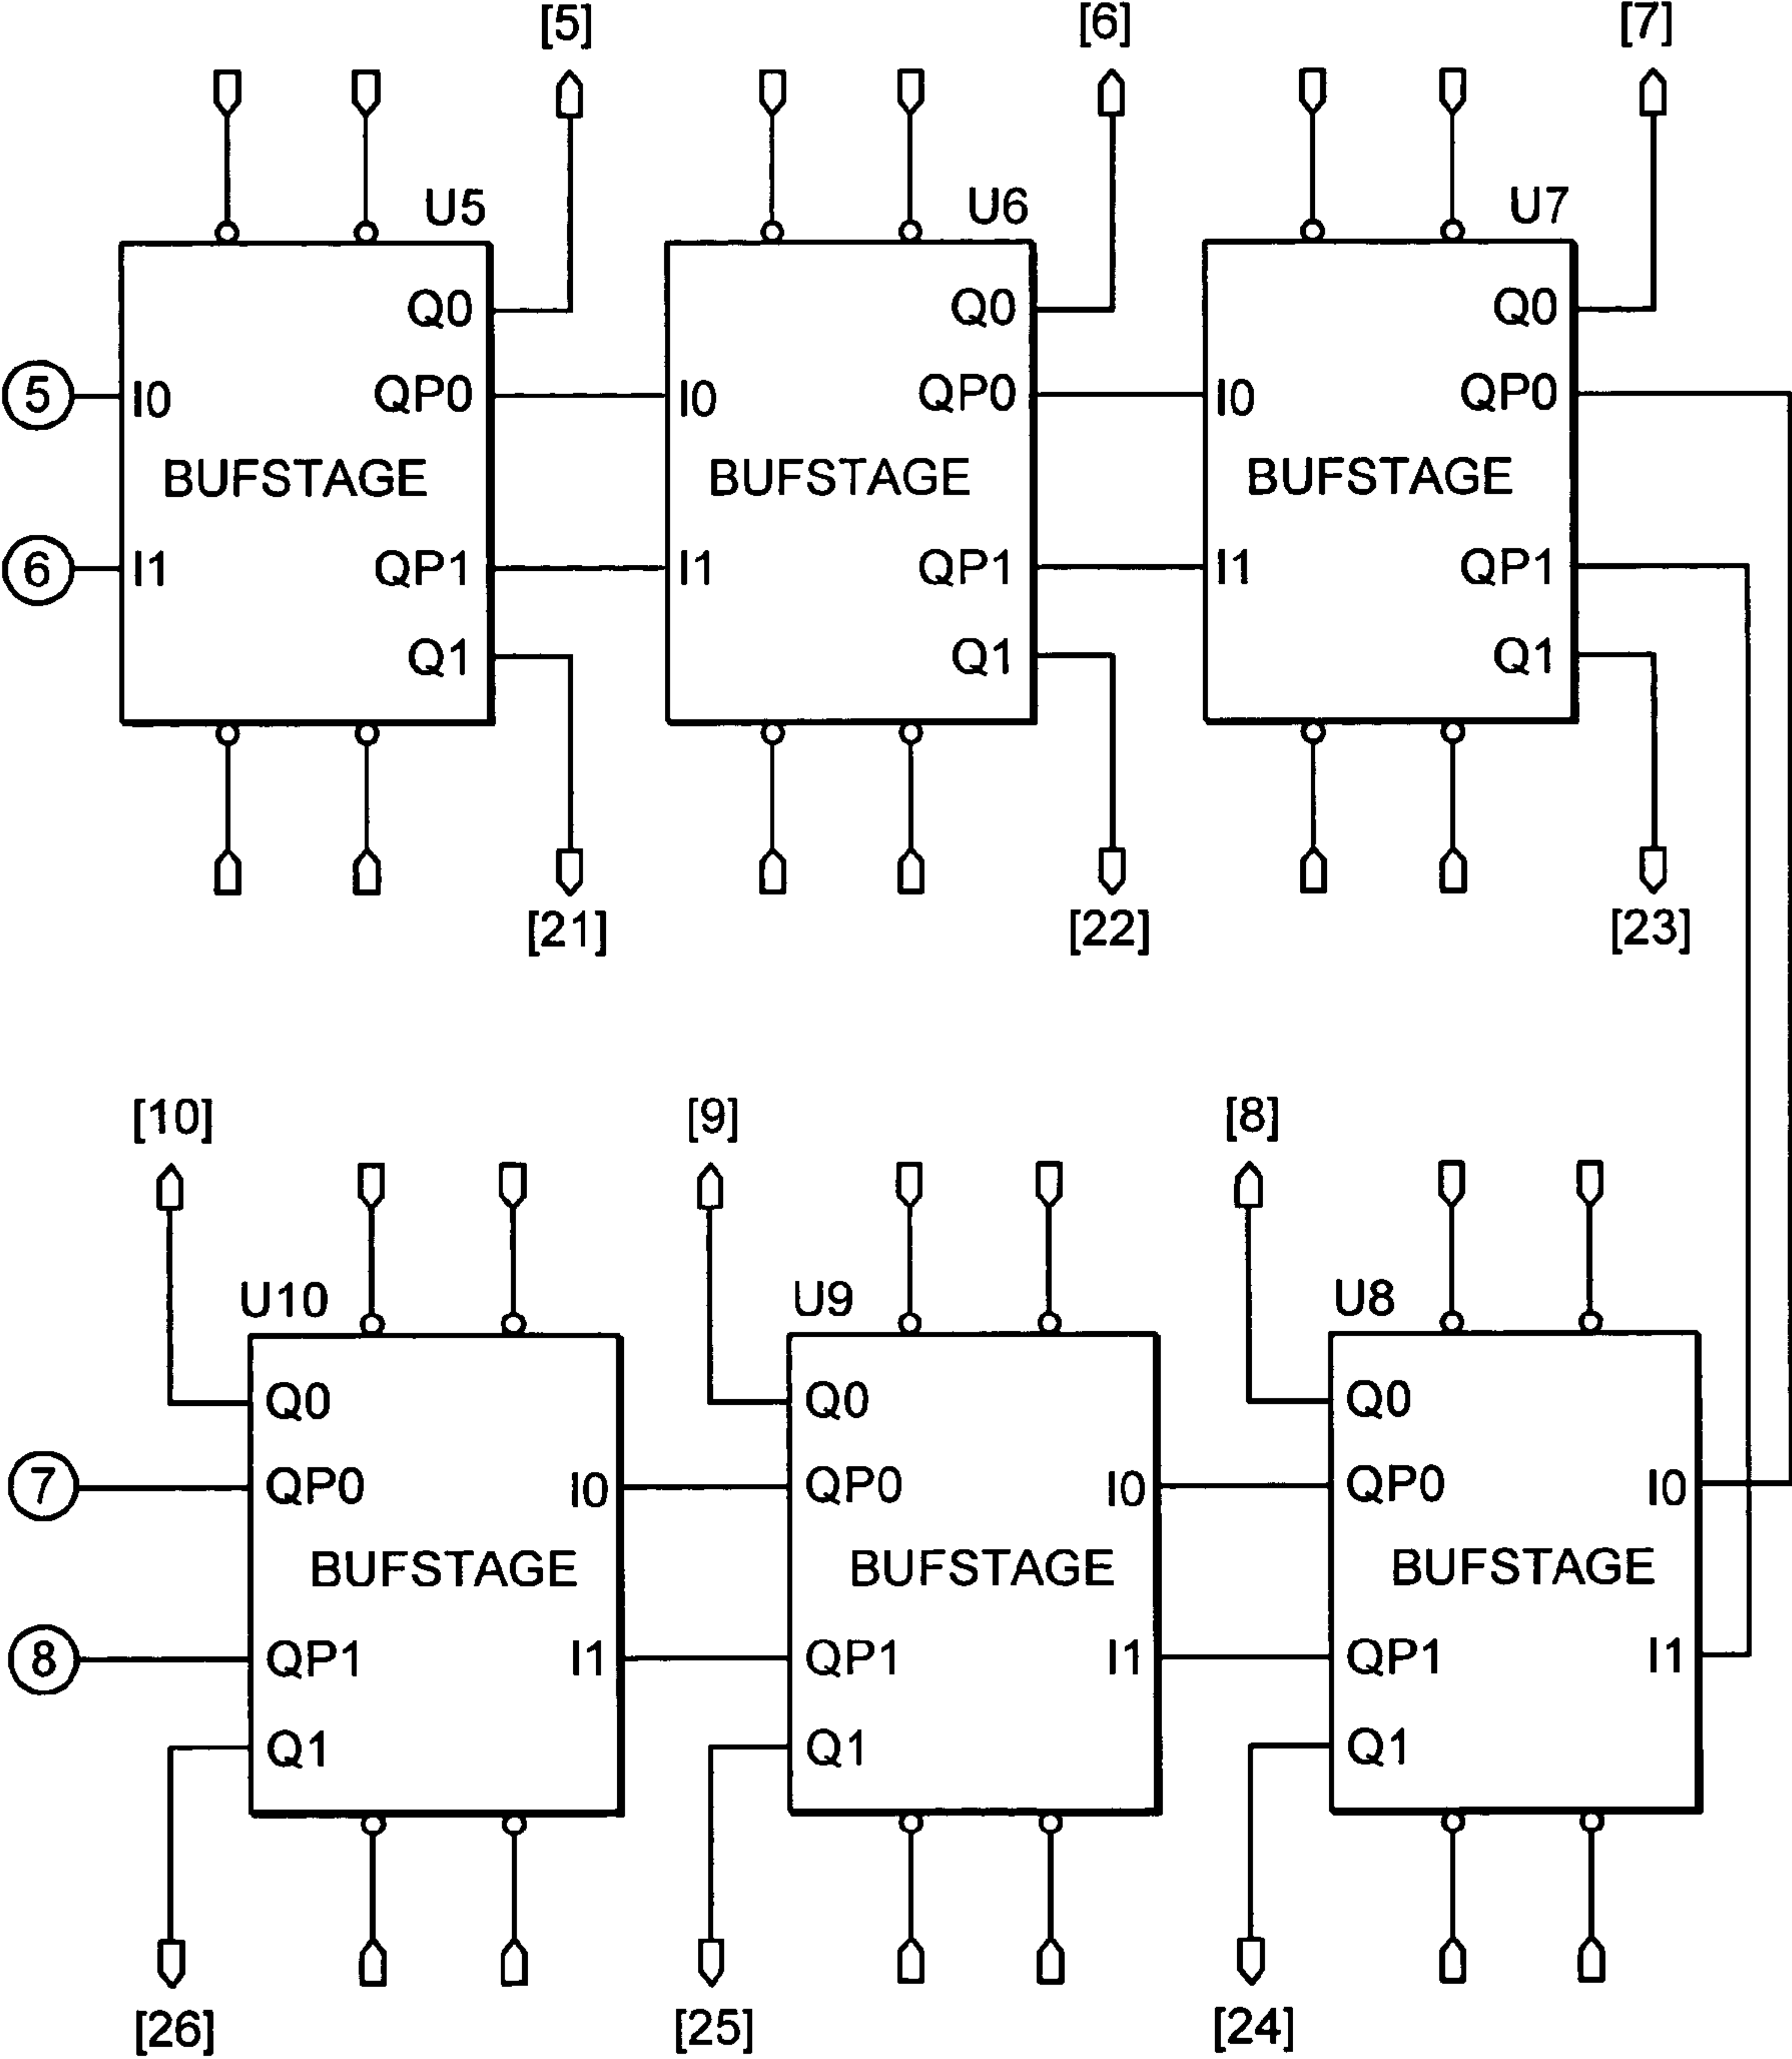 [5] [6] [7]
U5 U6 U7
Q0 Q0 Q0
5 I0 QP0 I0 QP0 I0 QP0
BUFSTAGE BUFSTAGE BUFSTAGE
6 I1 QP1 I1 QP1 I1 QP1
Q1 Q1 Q1
[21] [22] [23]
[10] [9] [8]
U10 U9 U8
Q0 Q0 Q0
7 QP0 I0 QP0 I0 QP0 I0
BUFSTAGE BUFSTAGE BUFSTAGE
8 QP1 I1 QP1 I1 QP1 I1
Q1 Q1 Q1
[26] [25] [24]